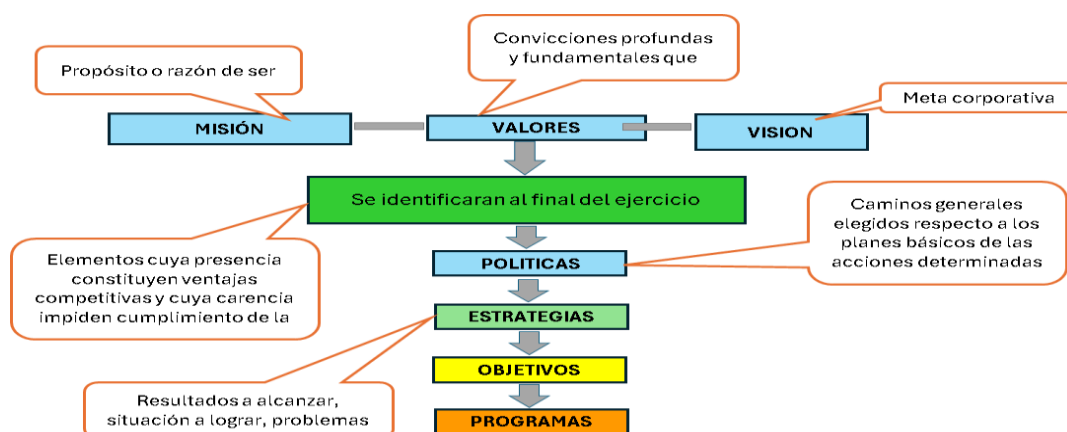 Convicciones profundas
y fundamentales que
Propósito o razón de ser
Meta corporativa
MISIÓN
VALORES
VISION
Se identificaran al final del ejercicio
Caminos generales
elegidos respecto a los
planes básicos de las
acciones determinadas
Elementos cuya presencia
constituyen ventajas
competitivas y cuya carencia
impiden cumplimiento de la
POLITICAS
ESTRATEGIAS
OBJETIVOS
Resultados a alcanzar,
situación a lograr, problemas
PROGRAMAS